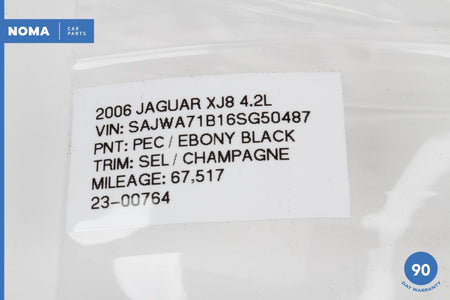 NOMA CAR
PARTS
2006 JAGUAR XJ8 4.2L
VIN: SAJWA71B16SG50487
PNT: PEC / EBONY BLACK
TRIM: SEL / CHAMPAGNE
MILEAGE: 67,517
23-00764
90
DAY WARRANTY